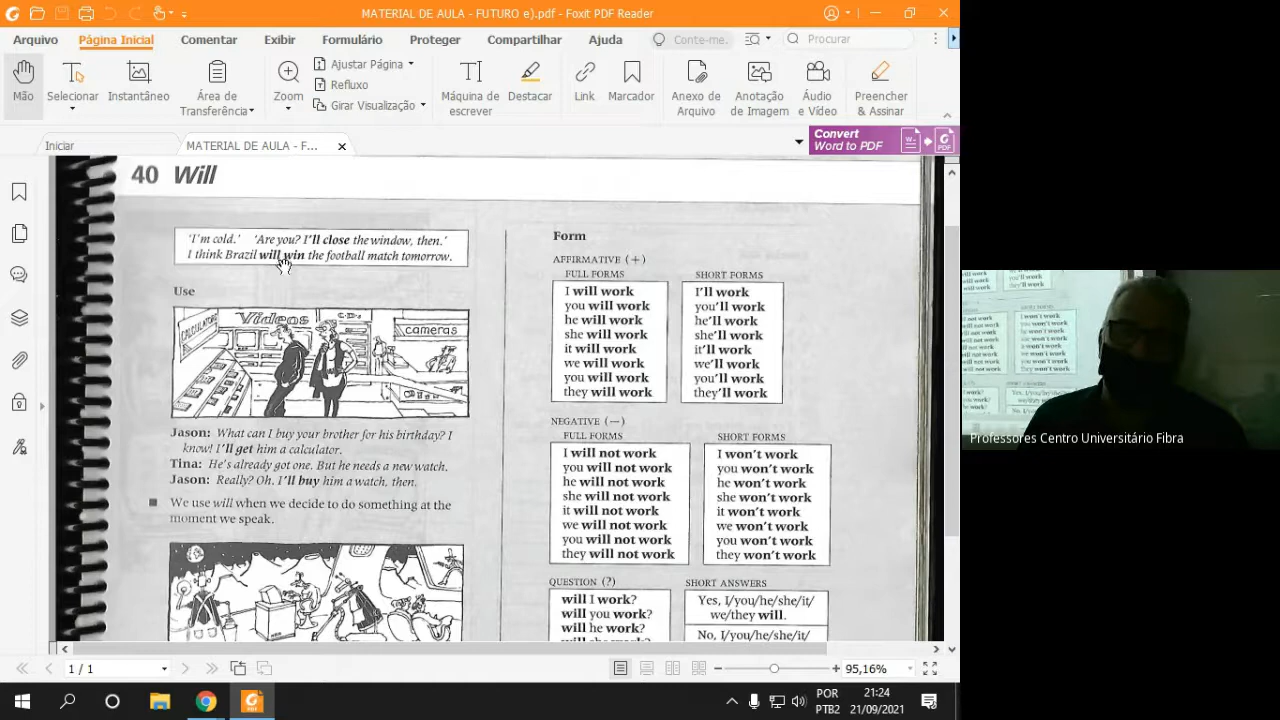 MATERIAL DE AULA - FUTURO e).pdf - Foxit PDF Reader
Arquivo Página Inicial Comentar Exibir Formulário Proteger Compartilhar Ajuda Conte-me. Procurar
Mão
Selecionar
Instantâneo
Área de
Transferência
Zoom
Ajustar Página
Refluxo
Girar Visualização
Máquina de
escrever
Destacar
Link
Marcador
Anexo de
Arquivo
Anotação
de Imagem
Áudio
e Vídeo
Preencher
& Assinar
Iniciar
MATERIAL DE AULA - F...
Convert
Word to PDF
40 Will
'I'm cold.' 'Are you? I'll close the window, then.'
I think Brazil will win the football match tomorrow.
Use
Videos
cameras
Jason: What can I buy your brother for his birthday? I
know! I'll get him a calculator.
Tina: He's already got one. But he needs a new watch.
Jason: Really? Oh, I'll buy him a watch, then.
We use will when we decide to do something at the
moment we speak.
Form
AFFIRMATIVE (+)
FULL FORMS
I will work
you will work
he will work
she will work
it will work
we will work
you will work
they will work
SHORT FORMS
I'll work
you'll work
he'll work
she'll work
it'll work
we'll work
you'll work
they'll work
NEGATIVE (—)
FULL FORMS
I will not work
you will not work
he will not work
she will not work
it will not work
we will not work
you will not work
they will not work
SHORT FORMS
I won't work
you won't work
he won't work
she won't work
it won't work
we won't work
you won't work
they won't work
QUESTION (?)
will I work?
will you work?
will he work?
SHORT ANSWERS
Yes, I/you/he/she/it/
we/they will.
No, I/you/he/she/it/
Professores Centro Universitário Fibra
1 / 1
95,16%
POR
PTB2
21:24
21/09/2021